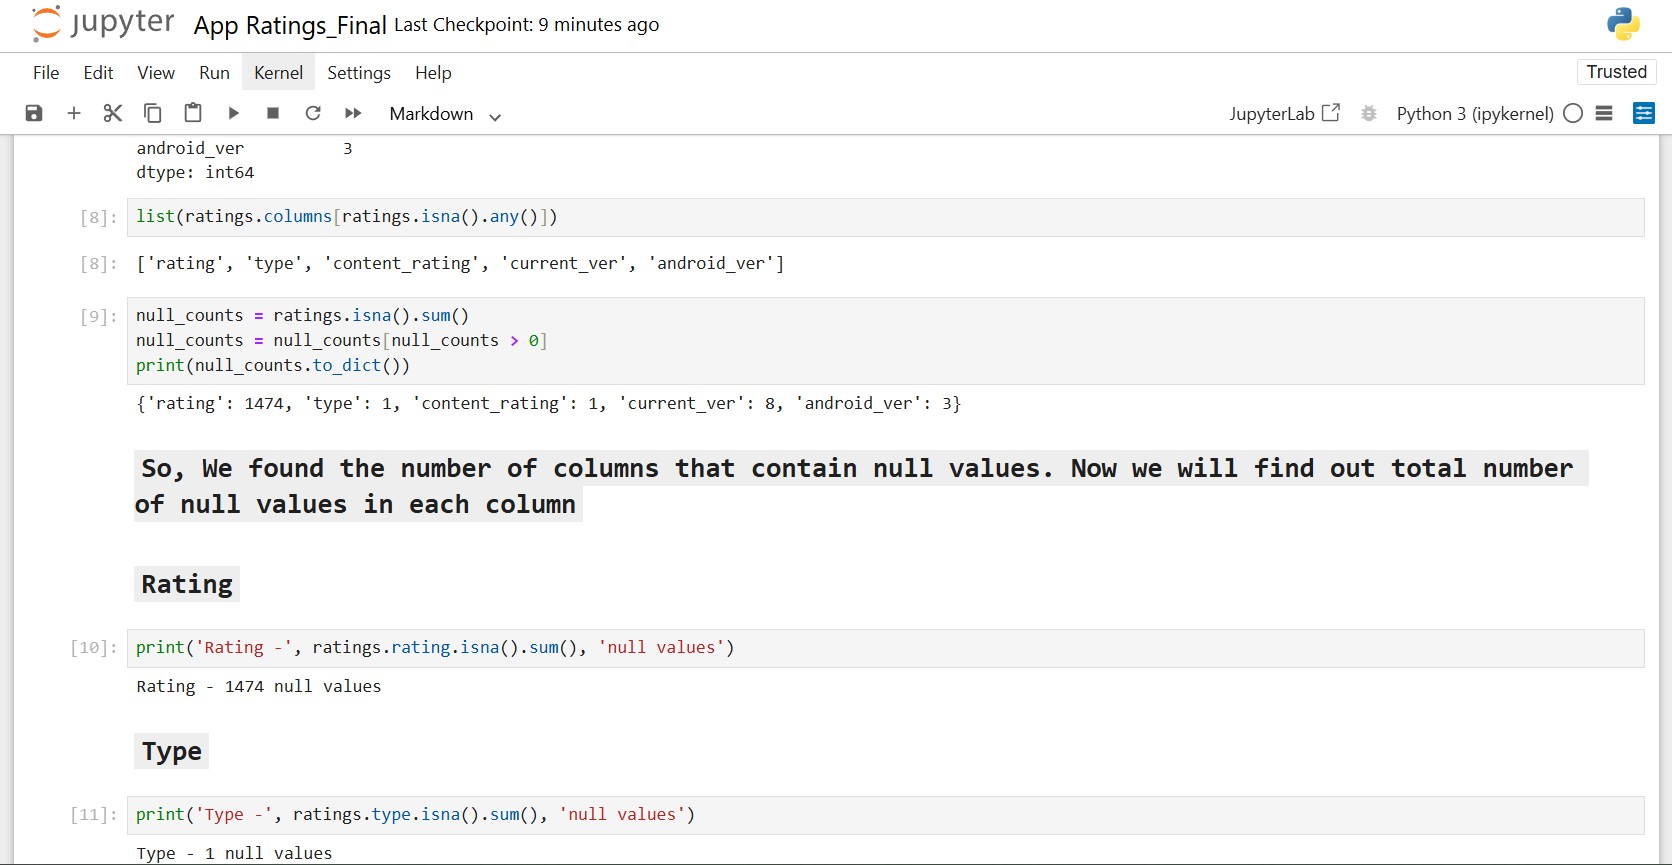 jupyter App Ratings_Final Last Checkpoint: 9 minutes ago
File Edit View Run Kernel Settings Help Trusted
Markdown JupyterLab Python 3 (ipykernel)
android_ver 3
dtype: int64
[8]: list(ratings.columns[ratings.isna().any()])
[8]: ['rating', 'type', 'content_rating', 'current_ver', 'android_ver']
[9]: null_counts = ratings.isna().sum()
null_counts = null_counts[null_counts > 0]
print(null_counts.to_dict())
{'rating': 1474, 'type': 1, 'content_rating': 1, 'current_ver': 8, 'android_ver': 3}
So, We found the number of columns that contain null values. Now we will find out total number
of null values in each column
Rating
[10]: print('Rating -', ratings.rating.isna().sum(), 'null values')
Rating - 1474 null values
Type
[11]: print('Type -', ratings.type.isna().sum(), 'null values')
Type - 1 null values